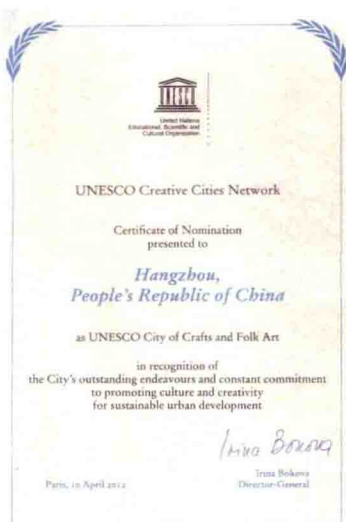 United Nations
Educational, Scientific and
Cultural Organization
UNESCO Creative Cities Network
Certificate of Nomination
presented to
Hangzhou,
People's Republic of China
as UNESCO City of Crafts and Folk Art
in recognition of
the City's outstanding endeavours and constant commitment
to promoting culture and creativity
for sustainable urban development
Irina Bokova
Irina Bokova
Paris, 10 April 2012
Director-General